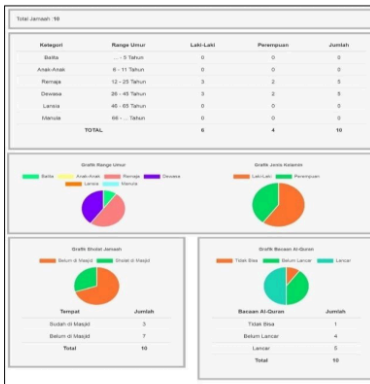 Total Jamaah :10
Kategori Range Umur Laki-Laki Perampuan Jumlah
Balita ... - 5 Tahun 0 0 0
Anak-Anak 6 - 11 Tahun 0 0 0
Remaja 12 - 25 Tahun 3 2 5
Dewasa 26 - 45 Tahun 3 2 5
Lansia 46 - 65 Tahun 0 0 0
Manula 66 - ... Tahun 0 0 0
TOTAL 6 4 10
Grafik Range Umur
Balita Anak-Anak Remaja Dewasa
Lansia Manula
Grafik Jenis Kelamin
Laki-Laki Perampuan
Grafik Sholat Jamaah
Belum di Masjid Sholat di Masjid
Tempat Jumlah
Sudah di Masjid 3
Belum di Masjid 7
Total 10
Grafik Bacaan Al-Quran
Tidak Bisa Belum Lancar Lancar
Bacaan Al-Quran Jumlah
Tidak Bisa 1
Belum Lancar 4
Lancar 5
Total 10